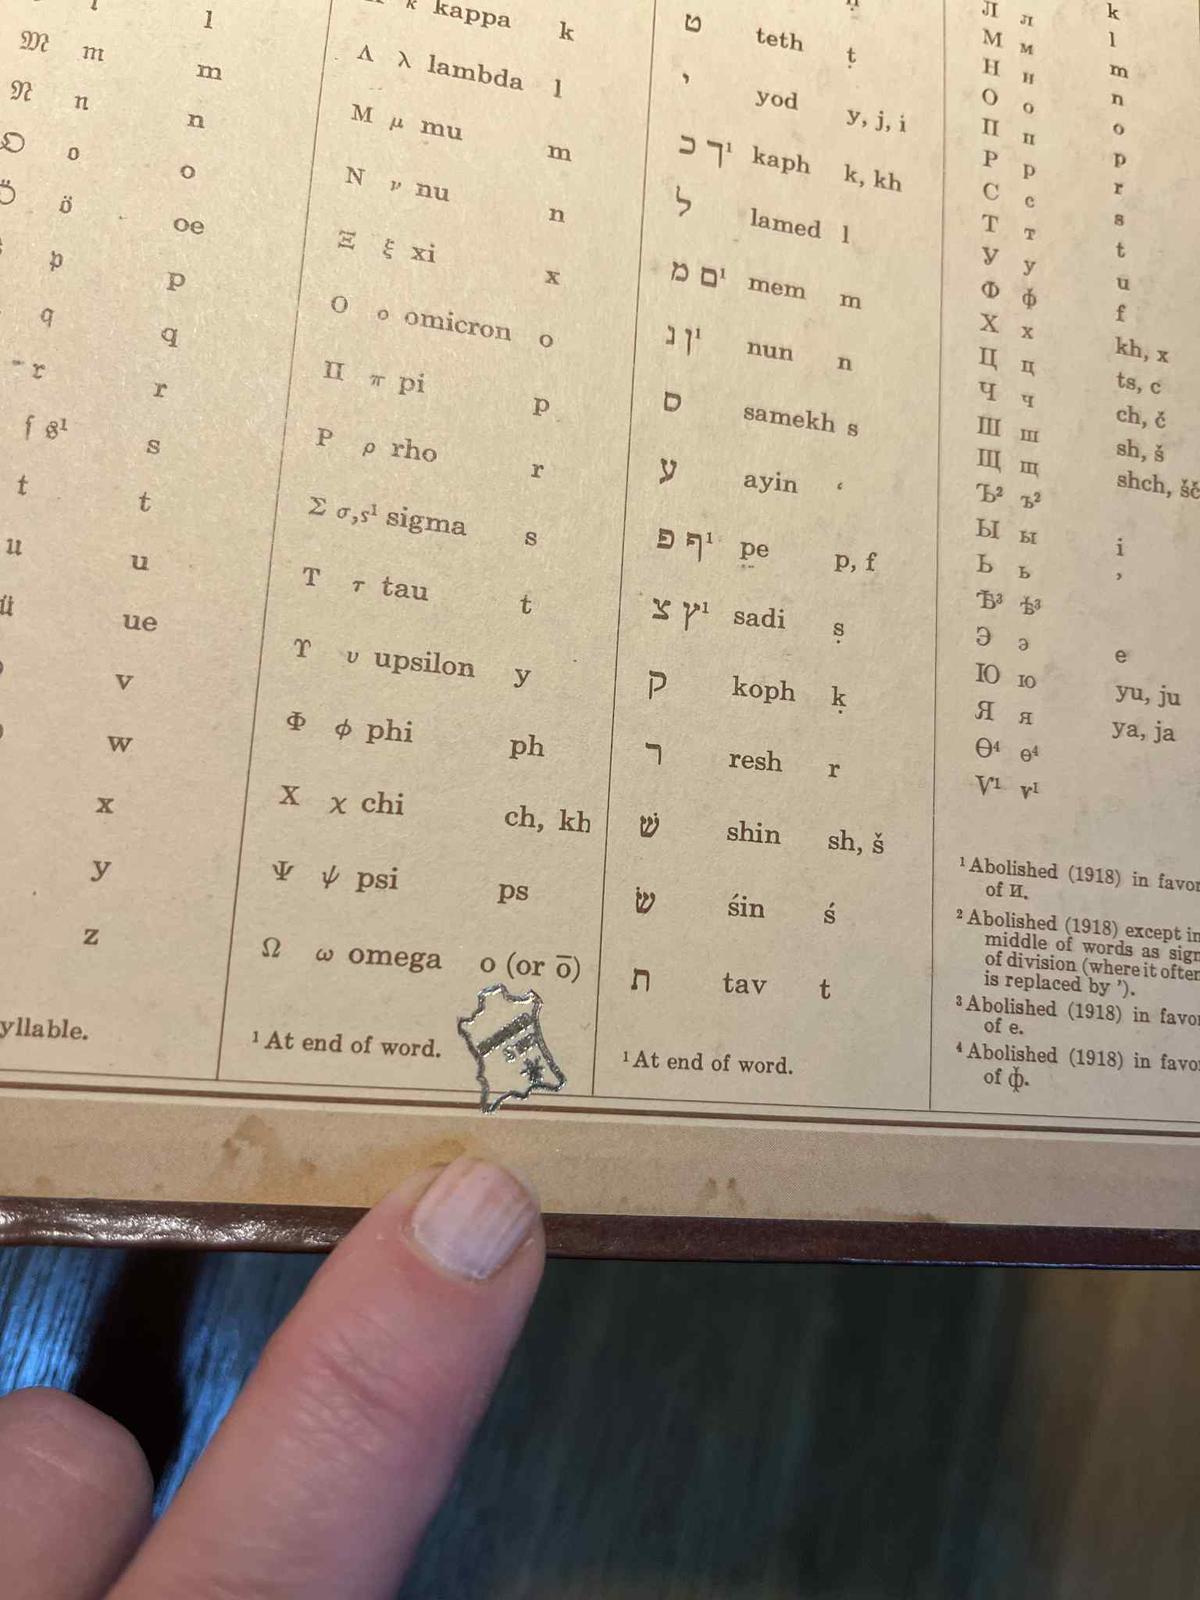 l l
𝔐 m m
𝔑 n n
𝔒 o o
ö oe
p p
q q
r r
ſ s¹ s
t t
u u
ü ue
v
w
x
y
z
yllable.
κ kappa k
Λ λ lambda l
Μ μ mu m
Ν ν nu n
Ξ ξ xi x
Ο ο omicron o
Π π pi p
Ρ ρ rho r
Σ σ,ς¹ sigma s
Τ τ tau t
ϒ υ upsilon y
Φ ϕ phi ph
Χ χ chi ch, kh
Ψ ψ psi ps
Ω ω omega o (or ō)
¹ At end of word.
ט teth ṭ
י yod y, j, i
כ ך¹ kaph k, kh
ל lamed l
מ ם¹ mem m
נ ן¹ nun n
ס samekh s
ע ayin ‘
פ ף¹ pe p, f
צ ץ¹ ṣadi ṣ
ק koph ḳ
ר resh r
שׁ shin sh, š
שׂ śin ś
ת tav t
¹ At end of word.
k
Л л l
М м m
Н н n
О о o
П п p
Р р r
С с s
Т т t
У у u
Ф ф f
Х х kh, x
Ц ц ts, c
Ч ч ch, č
Ш ш sh, š
Щ щ shch, šč
Ъ² ъ²
Ы ы i
Ь ь ’
Ѣ³ ѣ³
Э э e
Ю ю yu, ju
Я я ya, ja
Ѳ⁴ ѳ⁴
Ѵ¹ ѵ¹
¹ Abolished (1918) in favor
of И.
² Abolished (1918) except in
middle of words as sign
of division (where it often
is replaced by ’).
³ Abolished (1918) in favor
of е.
⁴ Abolished (1918) in favor
of ф.